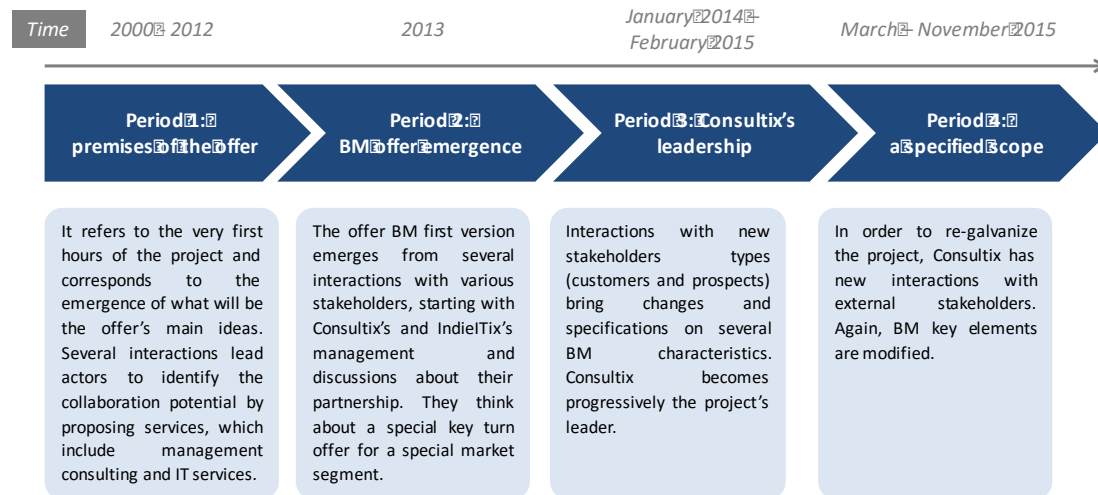 Time
2000 - 2012
2013
January 2014 –
February 2015
March – November 2015
Period 1:
premises of the offer
Period 2:
BM offer emergence
Period 3: Consultix's
leadership
Period 4:
a specified scope
It refers to the very first
hours of the project and
corresponds to the
emergence of what will be
the offer's main ideas.
Several interactions lead
actors to identify the
collaboration potential by
proposing services, which
include management
consulting and IT services.
The offer BM first version
emerges from several
interactions with various
stakeholders, starting with
Consultix's and IndieITix's
management and
discussions about their
partnership. They think
about a special key turn
offer for a special market
segment.
Interactions with new
stakeholders types
(customers and prospects)
bring changes and
specifications on several
BM characteristics.
Consultix becomes
progressively the project's
leader.
In order to re-galvanize
the project, Consultix has
new interactions with
external stakeholders.
Again, BM key elements
are modified.